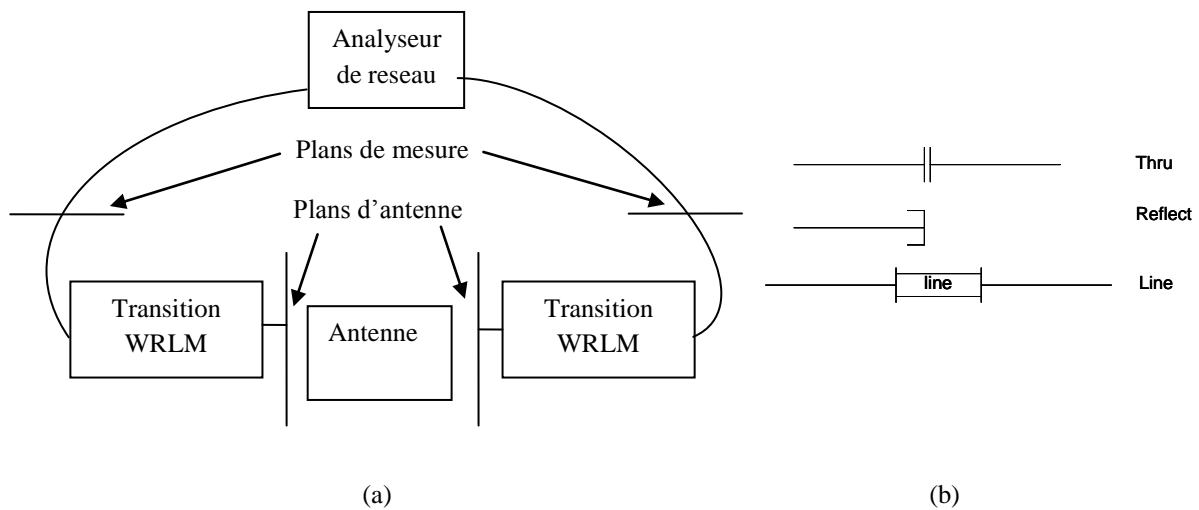 Analyseur
de reseau
Plans de mesure
Plans d'antenne
Transition
WRLM
Antenne
Transition
WRLM
(a)
Thru
Reflect
line
Line
(b)